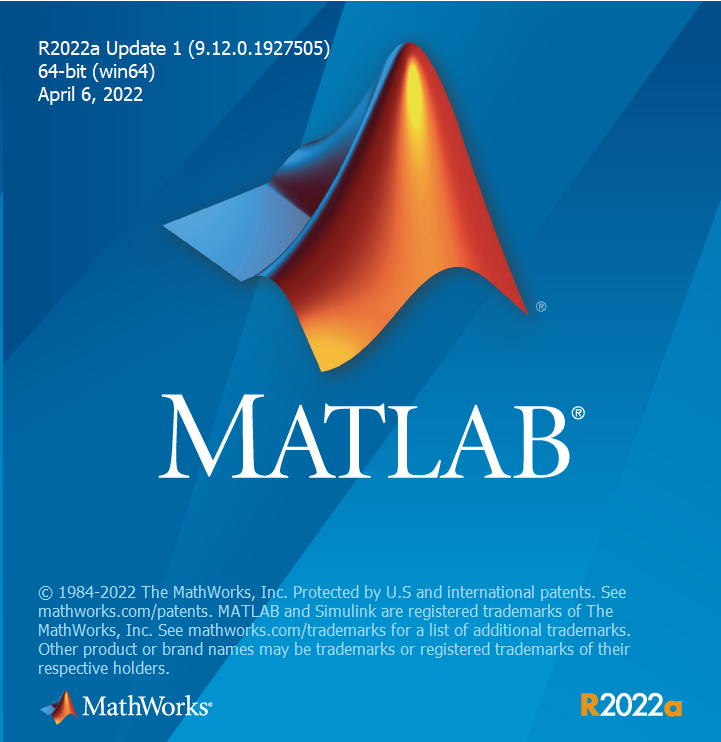 R2022a Update 1 (9.12.0.1927505)
64-bit (win64)
April 6, 2022
®
MATLAB®
© 1984-2022 The MathWorks, Inc. Protected by U.S and international patents. See
mathworks.com/patents. MATLAB and Simulink are registered trademarks of The
MathWorks, Inc. See mathworks.com/trademarks for a list of additional trademarks.
Other product or brand names may be trademarks or registered trademarks of their
respective holders.
MathWorks®
R2022a